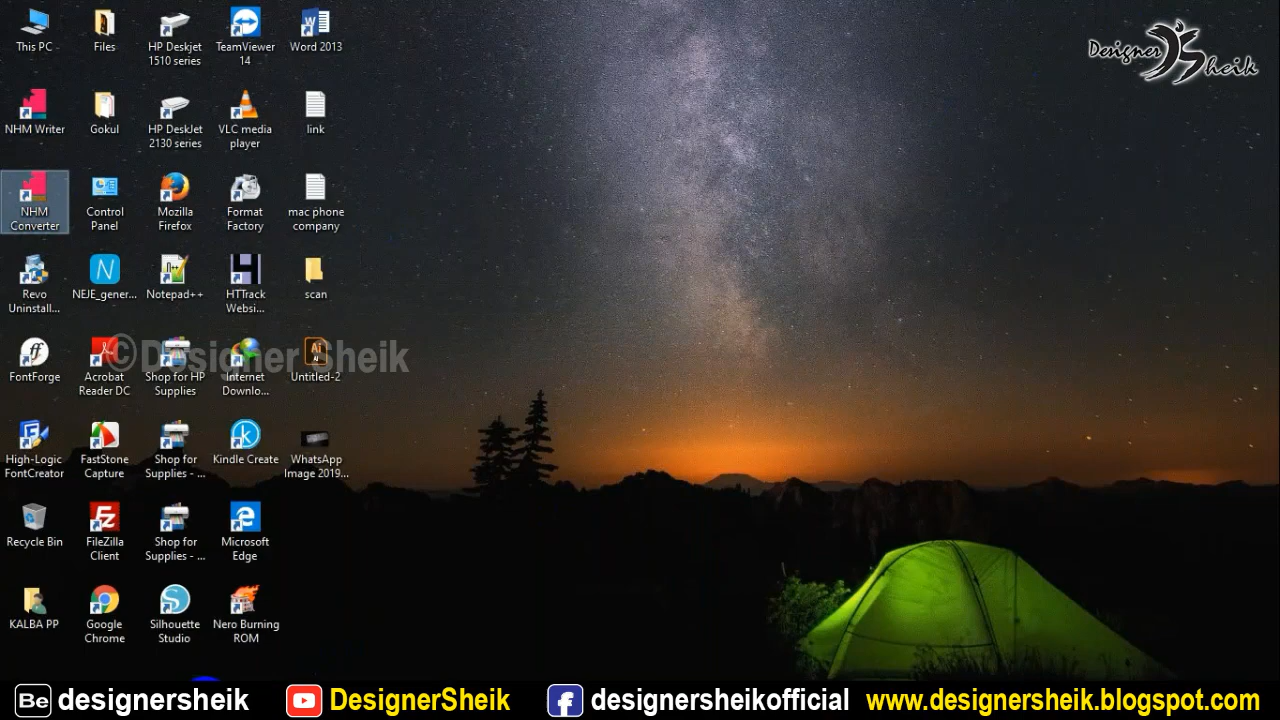 This PC
Files
HP Deskjet
1510 series
TeamViewer
14
Word 2013
Designer Sheik
NHM Writer
Gokul
HP DeskJet
2130 series
VLC media
player
link
NHM
Converter
Control
Panel
Mozilla
Firefox
Format
Factory
mac phone
company
Revo
Uninstall...
NEJE_gener...
Notepad++
HTTrack
Websi...
scan
©Designer Sheik
FontForge
Acrobat
Reader DC
Shop for HP
Supplies
Internet
Downlo...
Untitled-2
High-Logic
FontCreator
FastStone
Capture
Shop for
Supplies - ...
Kindle Create
WhatsApp
Image 2019...
Recycle Bin
FileZilla
Client
Shop for
Supplies - ...
Microsoft
Edge
KALBA PP
Google
Chrome
Silhouette
Studio
Nero Burning
ROM
Bē designersheik DesignerSheik designersheikofficial www.designersheik.blogspot.com